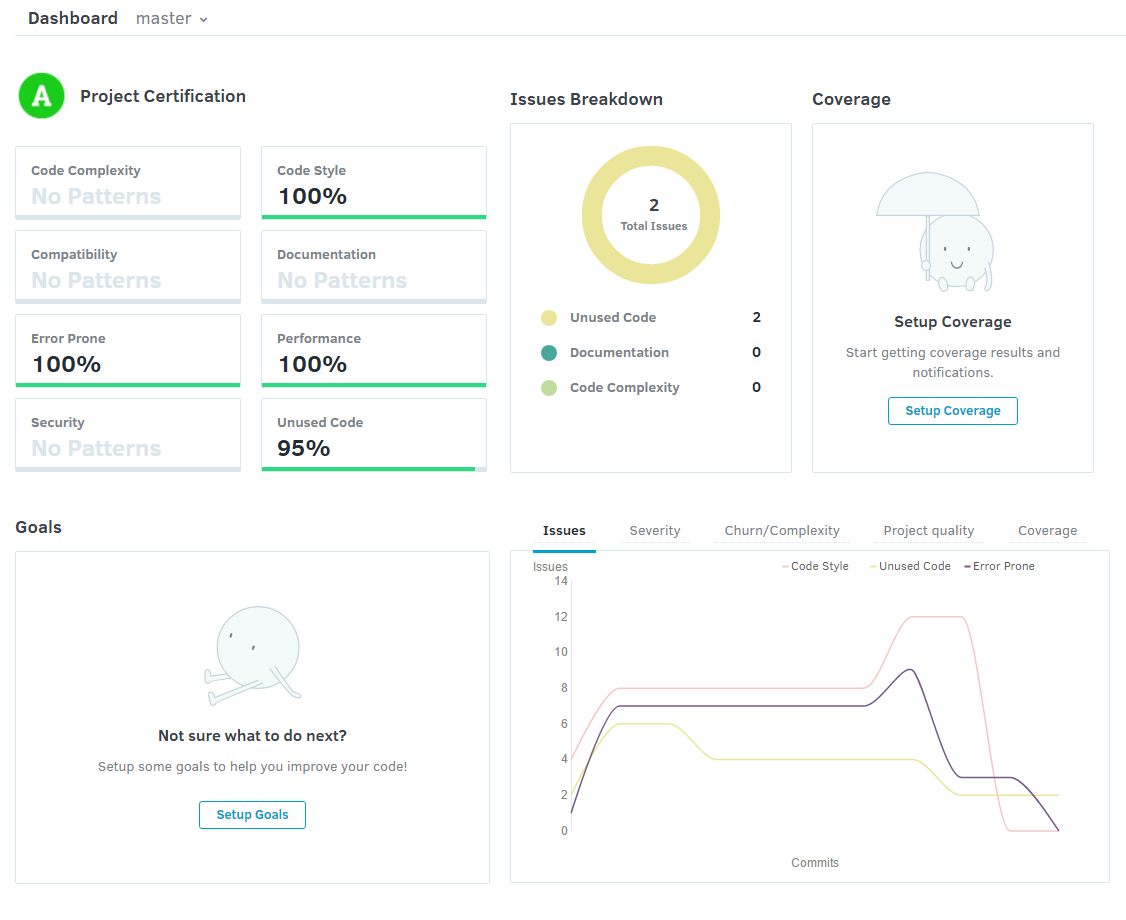 Dashboard master
A Project Certification
Code Complexity
No Patterns
Code Style
100%
Compatibility
No Patterns
Documentation
No Patterns
Error Prone
100%
Performance
100%
Security
No Patterns
Unused Code
95%
Issues Breakdown
2
Total Issues
Unused Code 2
Documentation 0
Code Complexity 0
Coverage
Setup Coverage
Start getting coverage results and
notifications.
Setup Coverage
Goals
Not sure what to do next?
Setup some goals to help you improve your code!
Setup Goals
Issues Severity Churn/Complexity Project quality Coverage
Issues
Code Style Unused Code Error Prone
14
12
10
8
6
4
2
0
Commits